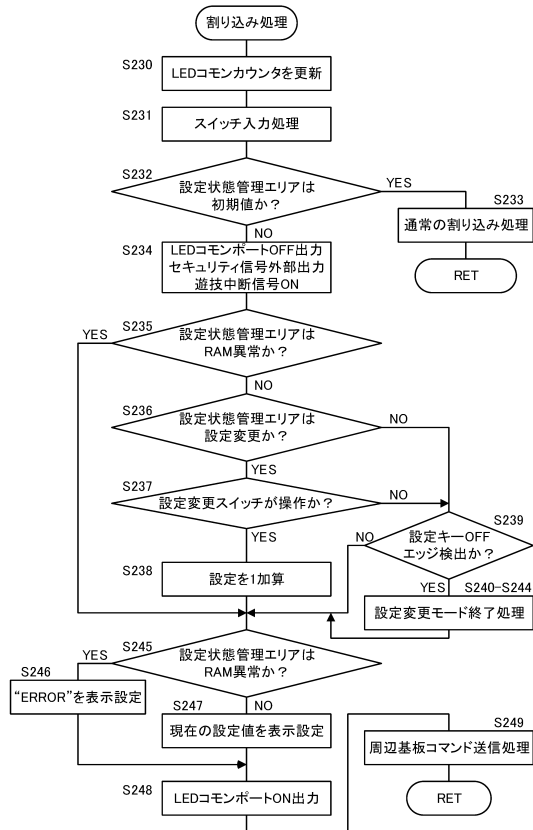 割り込み処理
S230
LEDコモンカウンタを更新
S231
スイッチ入力処理
S232
設定状態管理エリアは
初期値か？
YES
S233
通常の割り込み処理
RET
NO
S234
LEDコモンポートOFF出力
セキュリティ信号外部出力
遊技中断信号ON
S235
YES
設定状態管理エリアは
RAM異常か？
NO
S236
設定状態管理エリアは
設定変更か？
NO
YES
S237
設定変更スイッチが操作か？
NO
YES
S239
NO
設定キーOFF
エッジ検出か？
S238
設定を1加算
YES
S240-S244
設定変更モード終了処理
S245
YES
設定状態管理エリアは
RAM異常か？
S246
“ERROR”を表示設定
NO
S247
現在の設定値を表示設定
S248
LEDコモンポートON出力
S249
周辺基板コマンド送信処理
RET